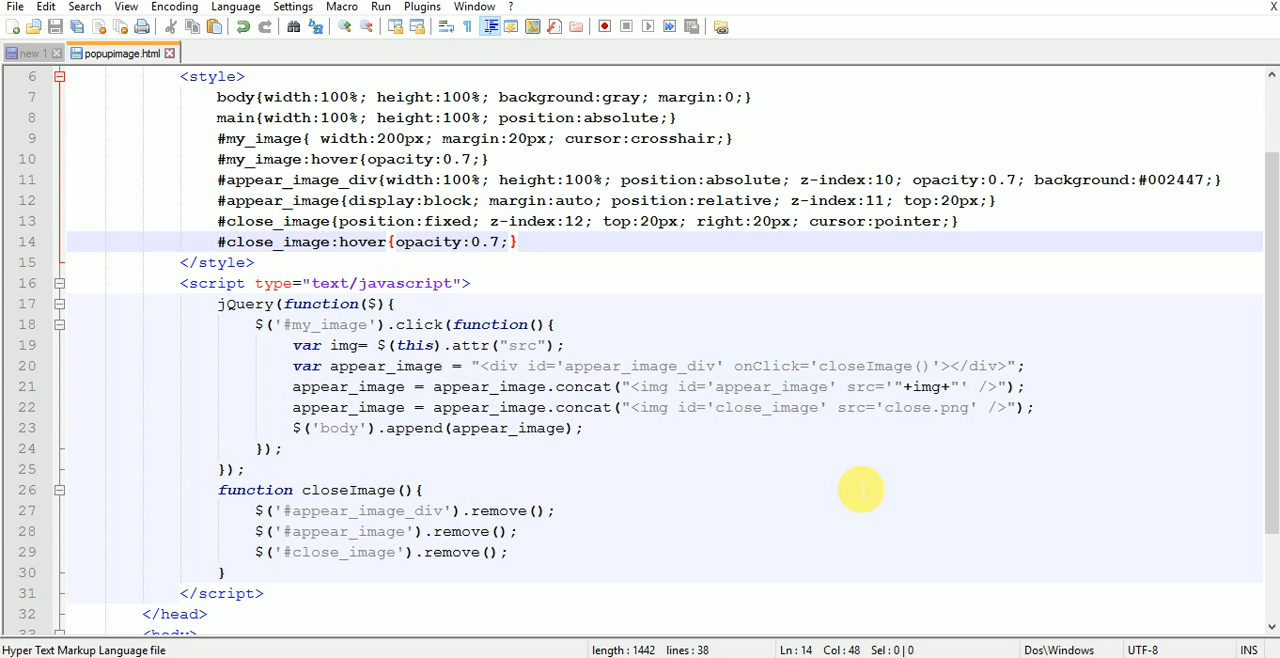 File Edit Search View Encoding Language Settings Macro Run Plugins Window ? X
new 1 popupimage.html
6 <style>
7 body{width:100%; height:100%; background:gray; margin:0;}
8 main{width:100%; height:100%; position:absolute;}
9 #my_image{ width:200px; margin:20px; cursor:crosshair;}
10 #my_image:hover{opacity:0.7;}
11 #appear_image_div{width:100%; height:100%; position:absolute; z-index:10; opacity:0.7; background:#002447;}
12 #appear_image{display:block; margin:auto; position:relative; z-index:11; top:20px;}
13 #close_image{position:fixed; z-index:12; top:20px; right:20px; cursor:pointer;}
14 #close_image:hover{opacity:0.7;}
15 </style>
16 <script type="text/javascript">
17 jQuery(function($){
18 $('#my_image').click(function(){
19 var img= $(this).attr("src");
20 var appear_image = "<div id='appear_image_div' onClick='closeImage()'></div>";
21 appear_image = appear_image.concat("<img id='appear_image' src='"+img+"' />");
22 appear_image = appear_image.concat("<img id='close_image' src='close.png' />");
23 $('body').append(appear_image);
24 });
25 });
26 function closeImage(){
27 $('#appear_image_div').remove();
28 $('#appear_image').remove();
29 $('#close_image').remove();
30 }
31 </script>
32 </head>
33 <body>
Hyper Text Markup Language file length : 1442 lines : 38 Ln : 14 Col : 48 Sel : 0 | 0 Dos\Windows UTF-8 INS